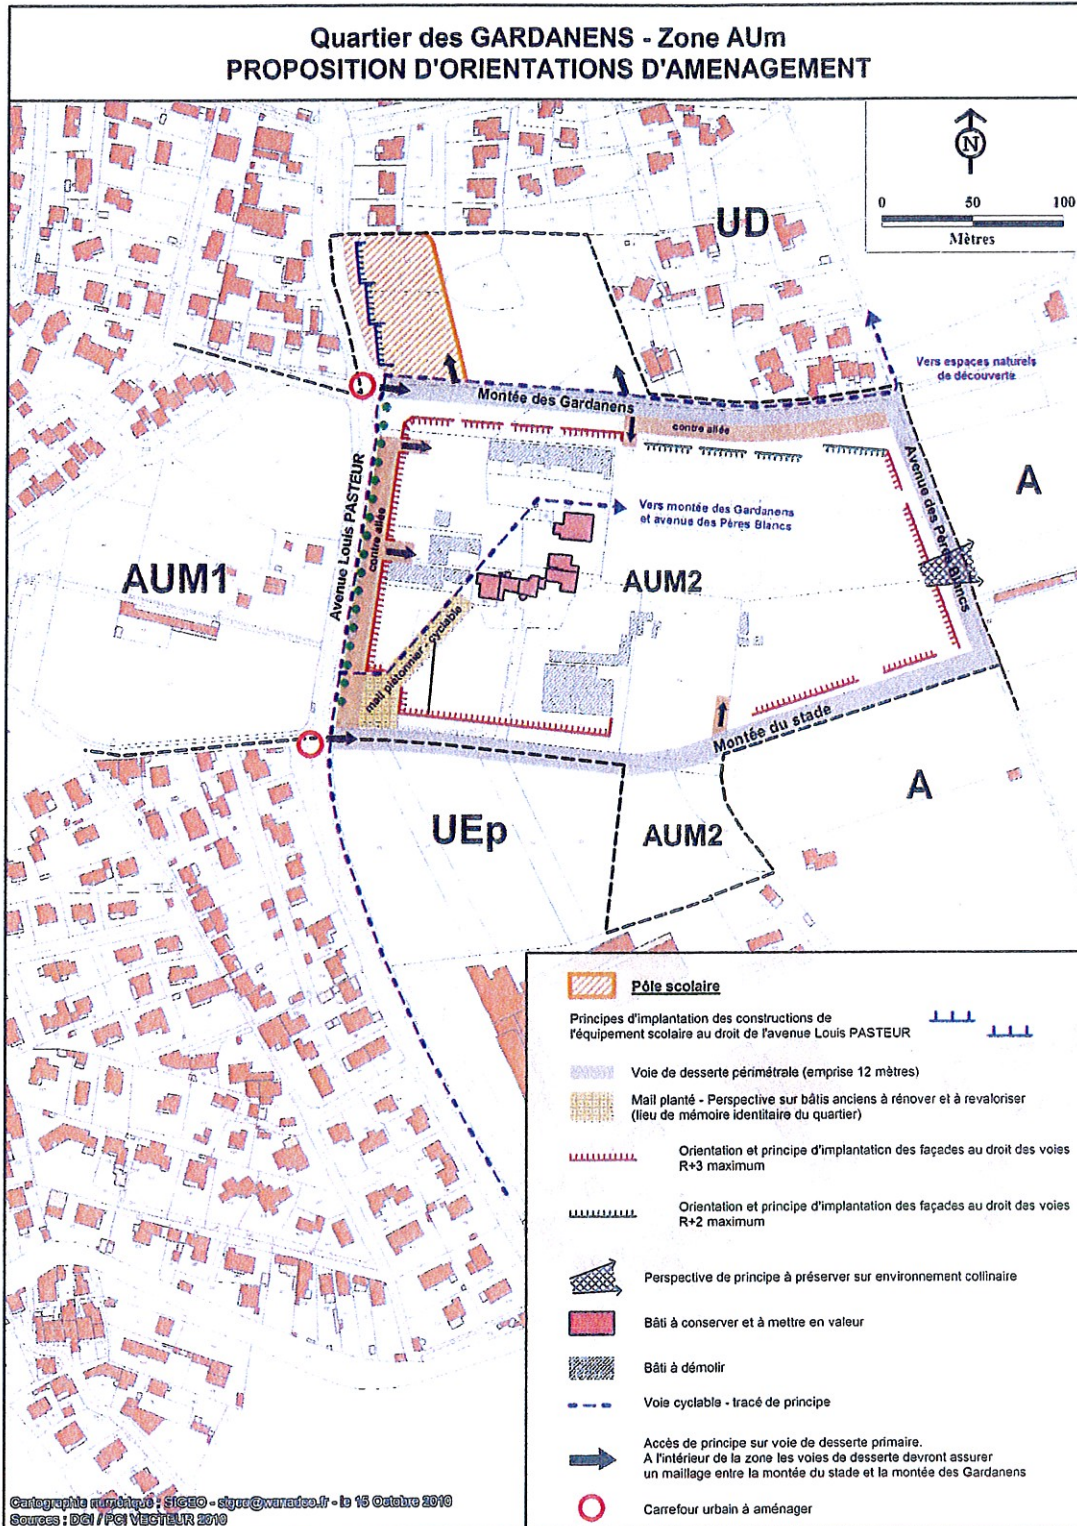 Quartier des GARDANENS - Zone AUm
PROPOSITION D'ORIENTATIONS D'AMENAGEMENT
N
0 50 100
Mètres
UD
Vers espaces naturels
de découverte
Montée des Gardanens
contre allée
Avenue Louis PASTEUR
contre allée
Vers montée des Gardanens
et avenue des Pères Blancs
Avenue des Pères Blancs
A
AUM1
AUM2
mail piétonnier - cyclable
Montée du stade
UEp
AUM2
A
Pôle scolaire
Principes d'implantation des constructions de
l'équipement scolaire au droit de l'avenue Louis PASTEUR
Voie de desserte périmétrale (emprise 12 mètres)
Mail planté - Perspective sur bâtis anciens à rénover et à revaloriser
(lieu de mémoire identitaire du quartier)
Orientation et principe d'implantation des façades au droit des voies
R+3 maximum
Orientation et principe d'implantation des façades au droit des voies
R+2 maximum
Perspective de principe à préserver sur environnement collinaire
Bâti à conserver et à mettre en valeur
Bâti à démolir
Voie cyclable - tracé de principe
Accès de principe sur voie de desserte primaire.
A l'intérieur de la zone les voies de desserte devront assurer
un maillage entre la montée du stade et la montée des Gardanens
Carrefour urbain à aménager
Cartographie numérique : SIGEO - sigeo@wanadoo.fr - le 15 Octobre 2010
Sources : DGI / PCI VECTEUR 2010